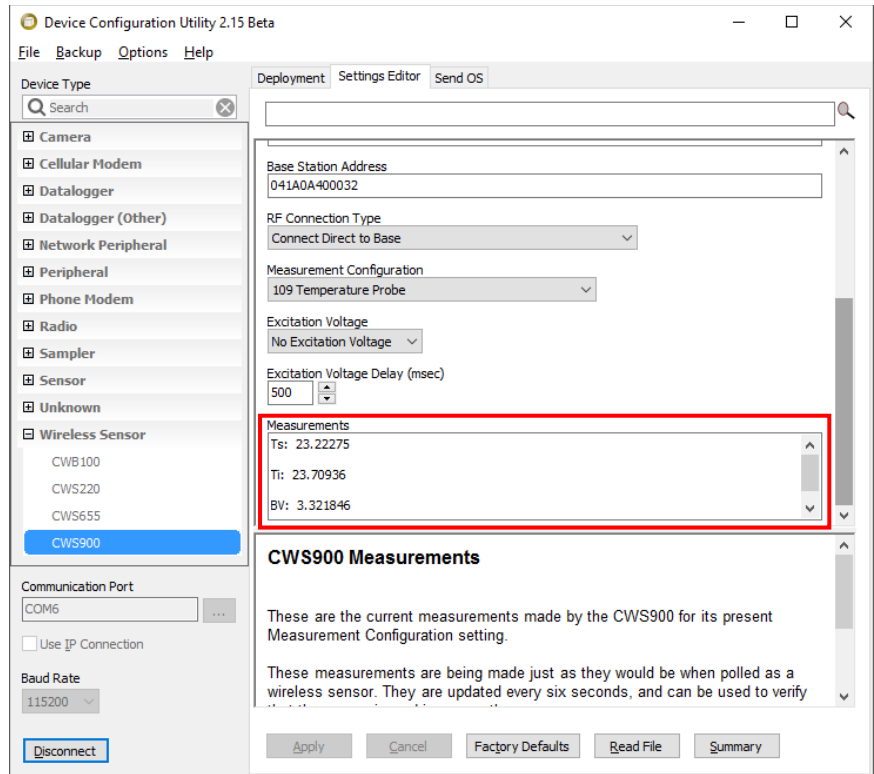 Device Configuration Utility 2.15 Beta
File Backup Options Help
Device Type
Search
Camera
Cellular Modem
Datalogger
Datalogger (Other)
Network Peripheral
Peripheral
Phone Modem
Radio
Sampler
Sensor
Unknown
Wireless Sensor
CWB100
CWS220
CWS655
CWS900
Communication Port
COM6
...
Use IP Connection
Baud Rate
115200
Disconnect
Deployment Settings Editor Send OS
Base Station Address
041A0A400032
RF Connection Type
Connect Direct to Base
Measurement Configuration
109 Temperature Probe
Excitation Voltage
No Excitation Voltage
Excitation Voltage Delay (msec)
500
Measurements
Ts: 23.22275
Ti: 23.70936
BV: 3.321846
CWS900 Measurements
These are the current measurements made by the CWS900 for its present
Measurement Configuration setting.
These measurements are being made just as they would be when polled as a
wireless sensor. They are updated every six seconds, and can be used to verify
Apply Cancel Factory Defaults Read File Summary